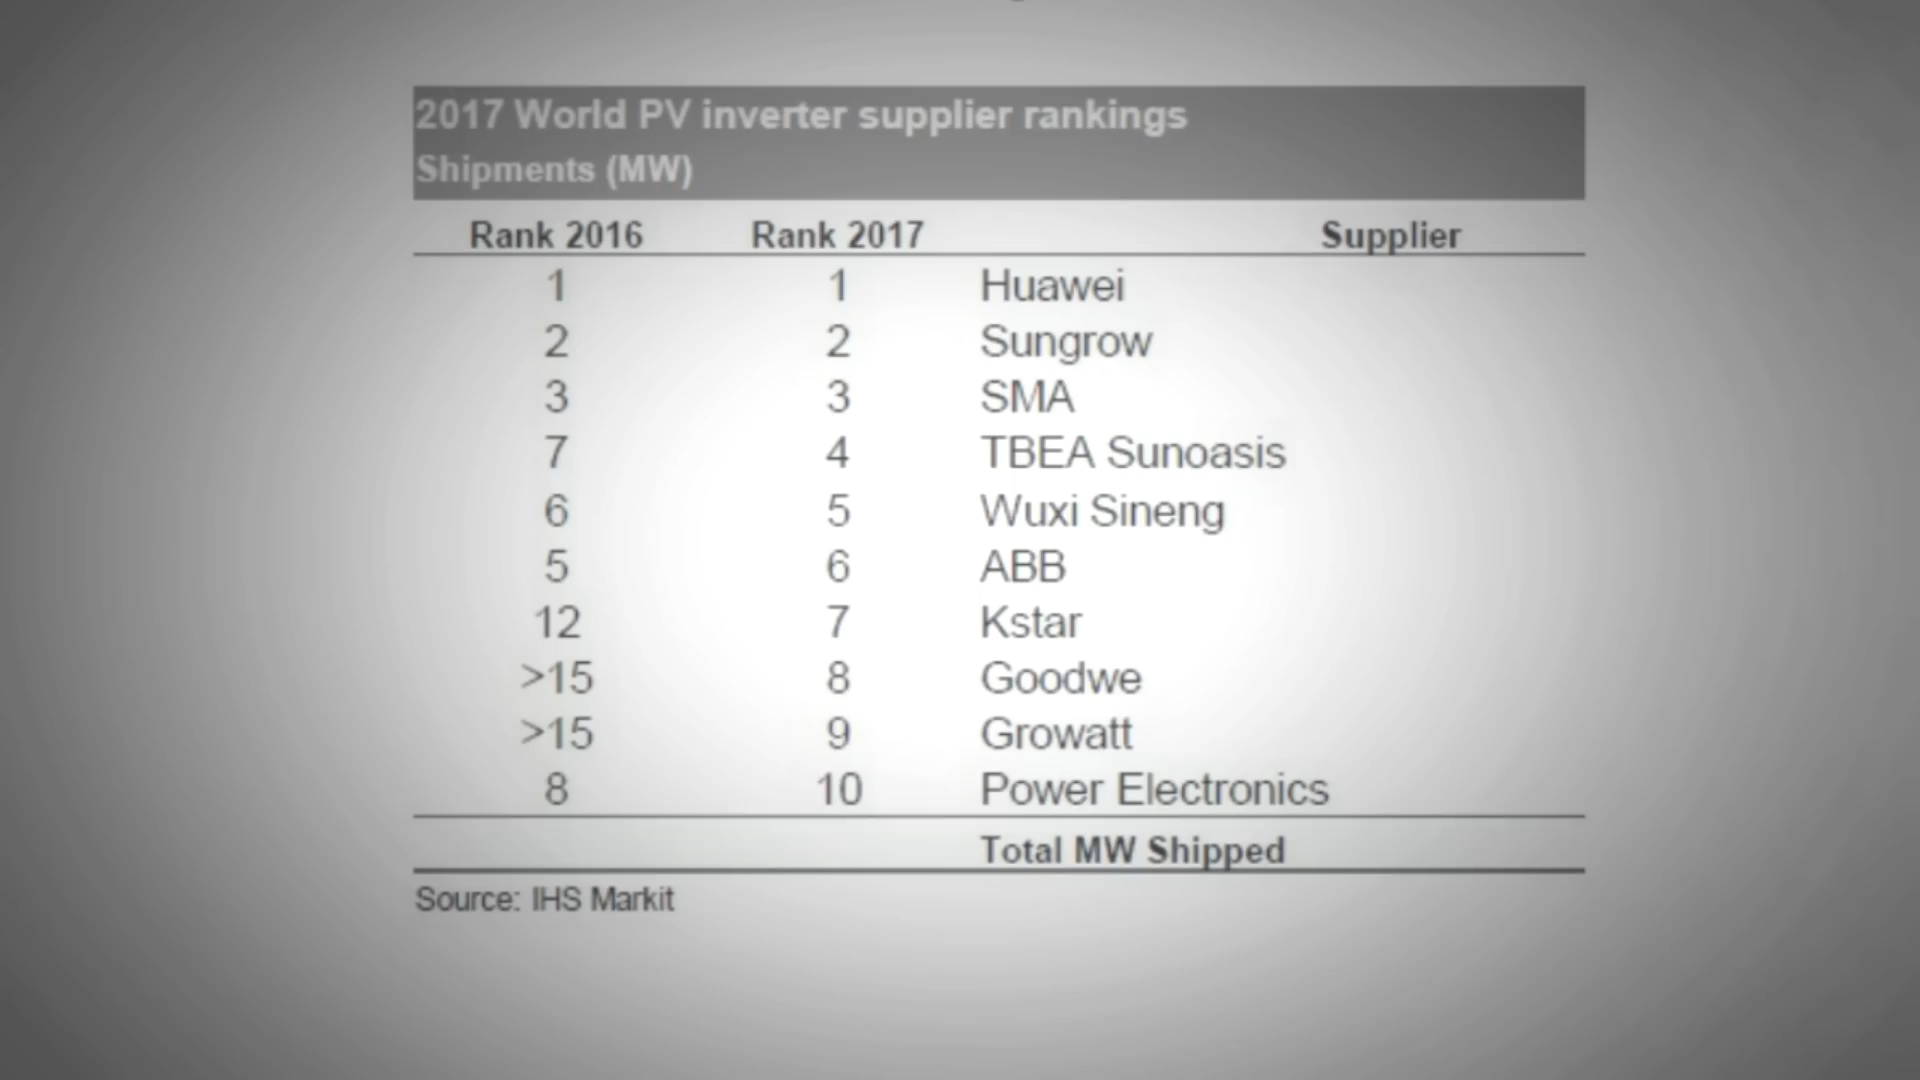 2017 World PV inverter supplier rankings
Shipments (MW)
Rank 2016 Rank 2017 Supplier
1 1 Huawei
2 2 Sungrow
3 3 SMA
7 4 TBEA Sunoasis
6 5 Wuxi Sineng
5 6 ABB
12 7 Kstar
>15 8 Goodwe
>15 9 Growatt
8 10 Power Electronics
Total MW Shipped
Source: IHS Markit